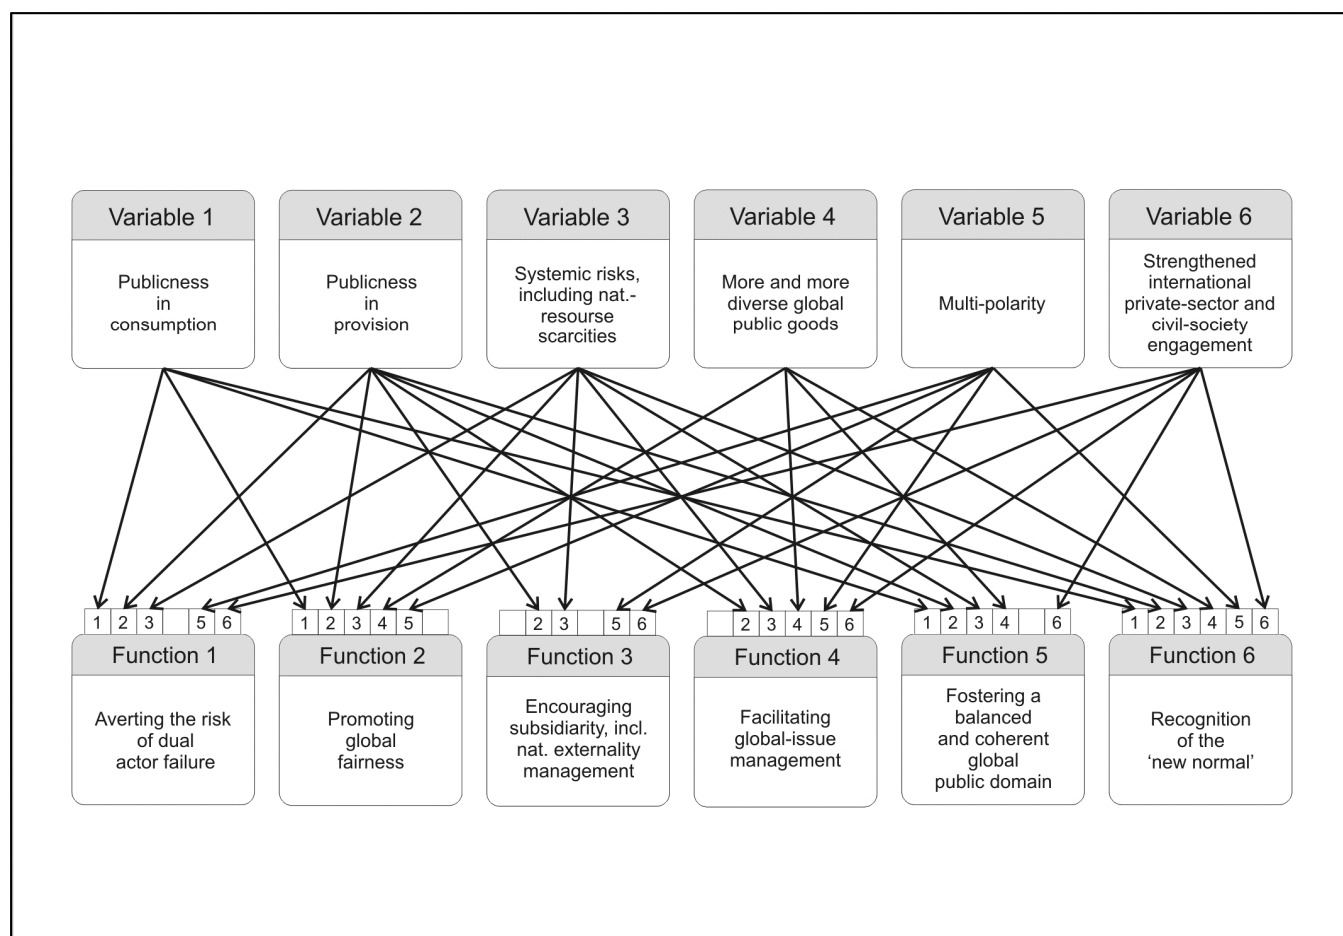 Variable 1
Variable 2
Variable 3
Variable 4
Variable 5
Variable 6
Publicness
in
consumption
Publicness
in
provision
Systemic risks,
including nat.-
resourse
scarcities
More and more
diverse global
public goods
Multi-polarity
Strengthened
international
private-sector and
civil-society
engagement
1 2 3 5 6
1 2 3 4 5
2 3 5 6
2 3 4 5 6
1 2 3 4 6
1 2 3 4 5 6
Function 1
Function 2
Function 3
Function 4
Function 5
Function 6
Averting the risk
of dual
actor failure
Promoting
global
fairness
Encouraging
subsidiarity, incl.
nat. externality
management
Facilitating
global-issue
management
Fostering a
balanced
and coherent
global
public domain
Recognition
of the
‘new normal’